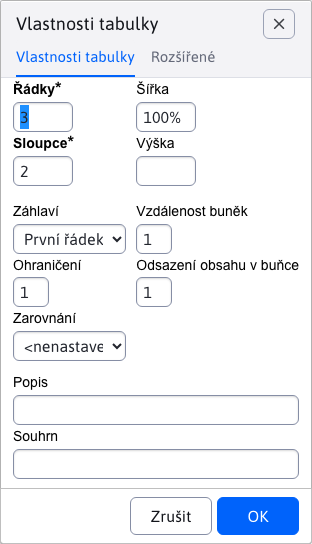 Vlastnosti tabulky
Vlastnosti tabulky Rozšířené
Řádky* Šířka
3 100%
Sloupce* Výška
2
Záhlaví Vzdálenost buněk
První řádek 1
Ohraničení Odsazení obsahu v buňce
1 1
Zarovnání
<nenastave
Popis
Souhrn
Zrušit OK